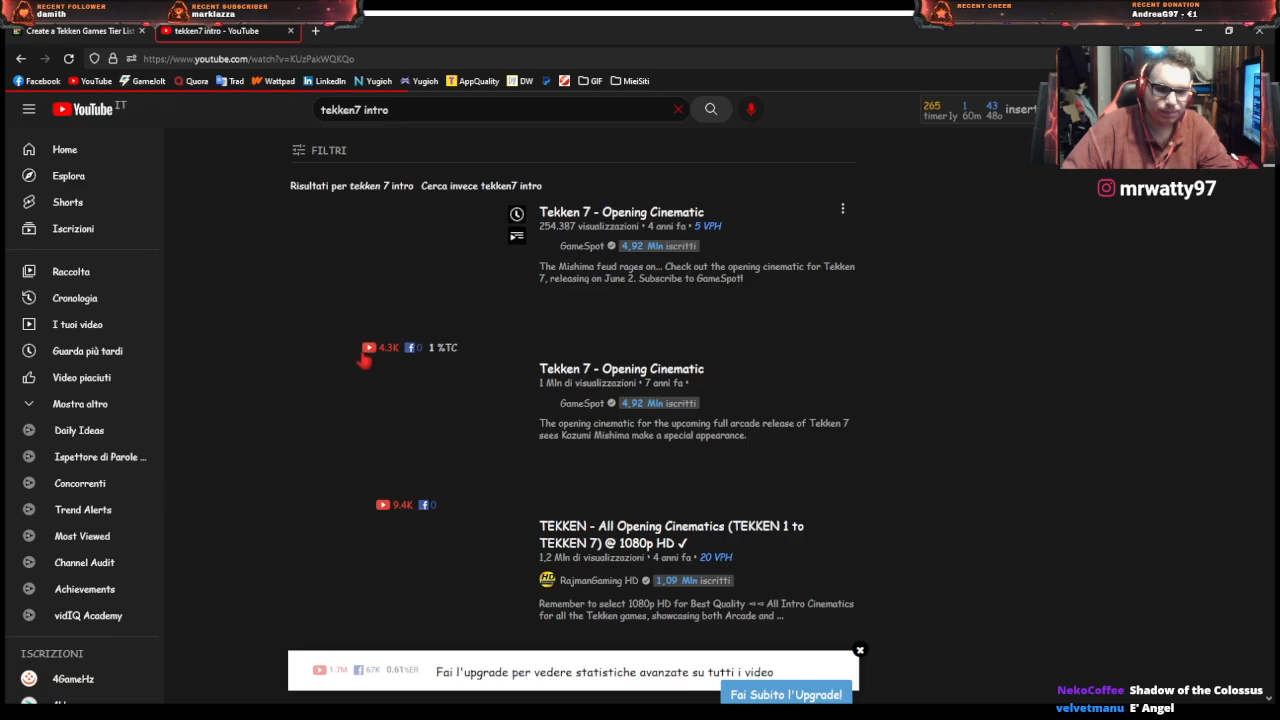 RECENT FOLLOWER
damith
RECENT SUBSCRIBER
marklazza
RECENT CHEER
RECENT DONATION
AndreaG97 - €1
Create a Tekken Games Tier List
tekken7 intro - YouTube
https://www.youtube.com/watch?v=KUzPakWQKQo
Facebook
YouTube
GameJolt
Quora
Trad
Wattpad
LinkedIn
Yugioh
Yugioh
AppQuality
DW
GIF
MieiSiti
YouTube IT
tekken7 intro
265 1 43 insert
timer1y 60m 48o
mrwatty97
Home
Esplora
Shorts
Iscrizioni
Raccolta
Cronologia
I tuoi video
Guarda più tardi
Video piaciuti
Mostra altro
Daily Ideas
Ispettore di Parole ...
Concorrenti
Trend Alerts
Most Viewed
Channel Audit
Achievements
vidIQ Academy
ISCRIZIONI
4GameHz
FILTRI
Risultati per tekken 7 intro Cerca invece tekken7 intro
Tekken 7 - Opening Cinematic
254.387 visualizzazioni • 4 anni fa • 5 VPH
GameSpot 4,92 Mln iscritti
The Mishima feud rages on... Check out the opening cinematic for Tekken
7, releasing on June 2. Subscribe to GameSpot!
4.3K 0 1 %TC
Tekken 7 - Opening Cinematic
1 Mln di visualizzazioni • 7 anni fa •
GameSpot 4,92 Mln iscritti
The opening cinematic for the upcoming full arcade release of Tekken 7
sees Kazumi Mishima make a special appearance.
9.4K 0
TEKKEN - All Opening Cinematics (TEKKEN 1 to
TEKKEN 7) @ 1080p HD ✓
1,2 Mln di visualizzazioni • 4 anni fa • 20 VPH
HD RajmanGaming HD 1,09 Mln iscritti
Remember to select 1080p HD for Best Quality ⊲⊲ All Intro Cinematics
for all the Tekken games, showcasing both Arcade and ...
1.7M 67K 0.61%ER
Fai l'upgrade per vedere statistiche avanzate su tutti i video
Fai Subito l'Upgrade!
NekoCoffee Shadow of the Colossus
velvetmanu E' Angel